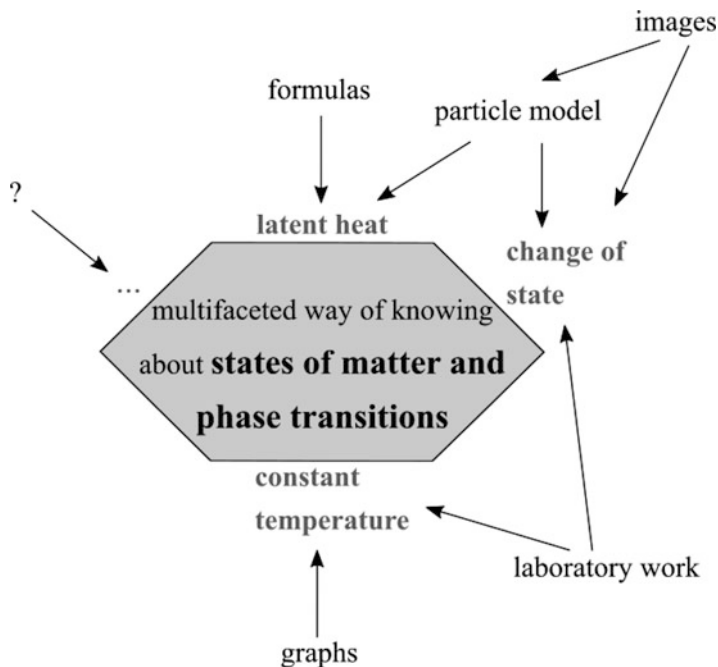 images
formulas
particle model
?
latent heat
change of
state
...
multifaceted way of knowing
about states of matter and
phase transitions
constant
temperature
laboratory work
graphs